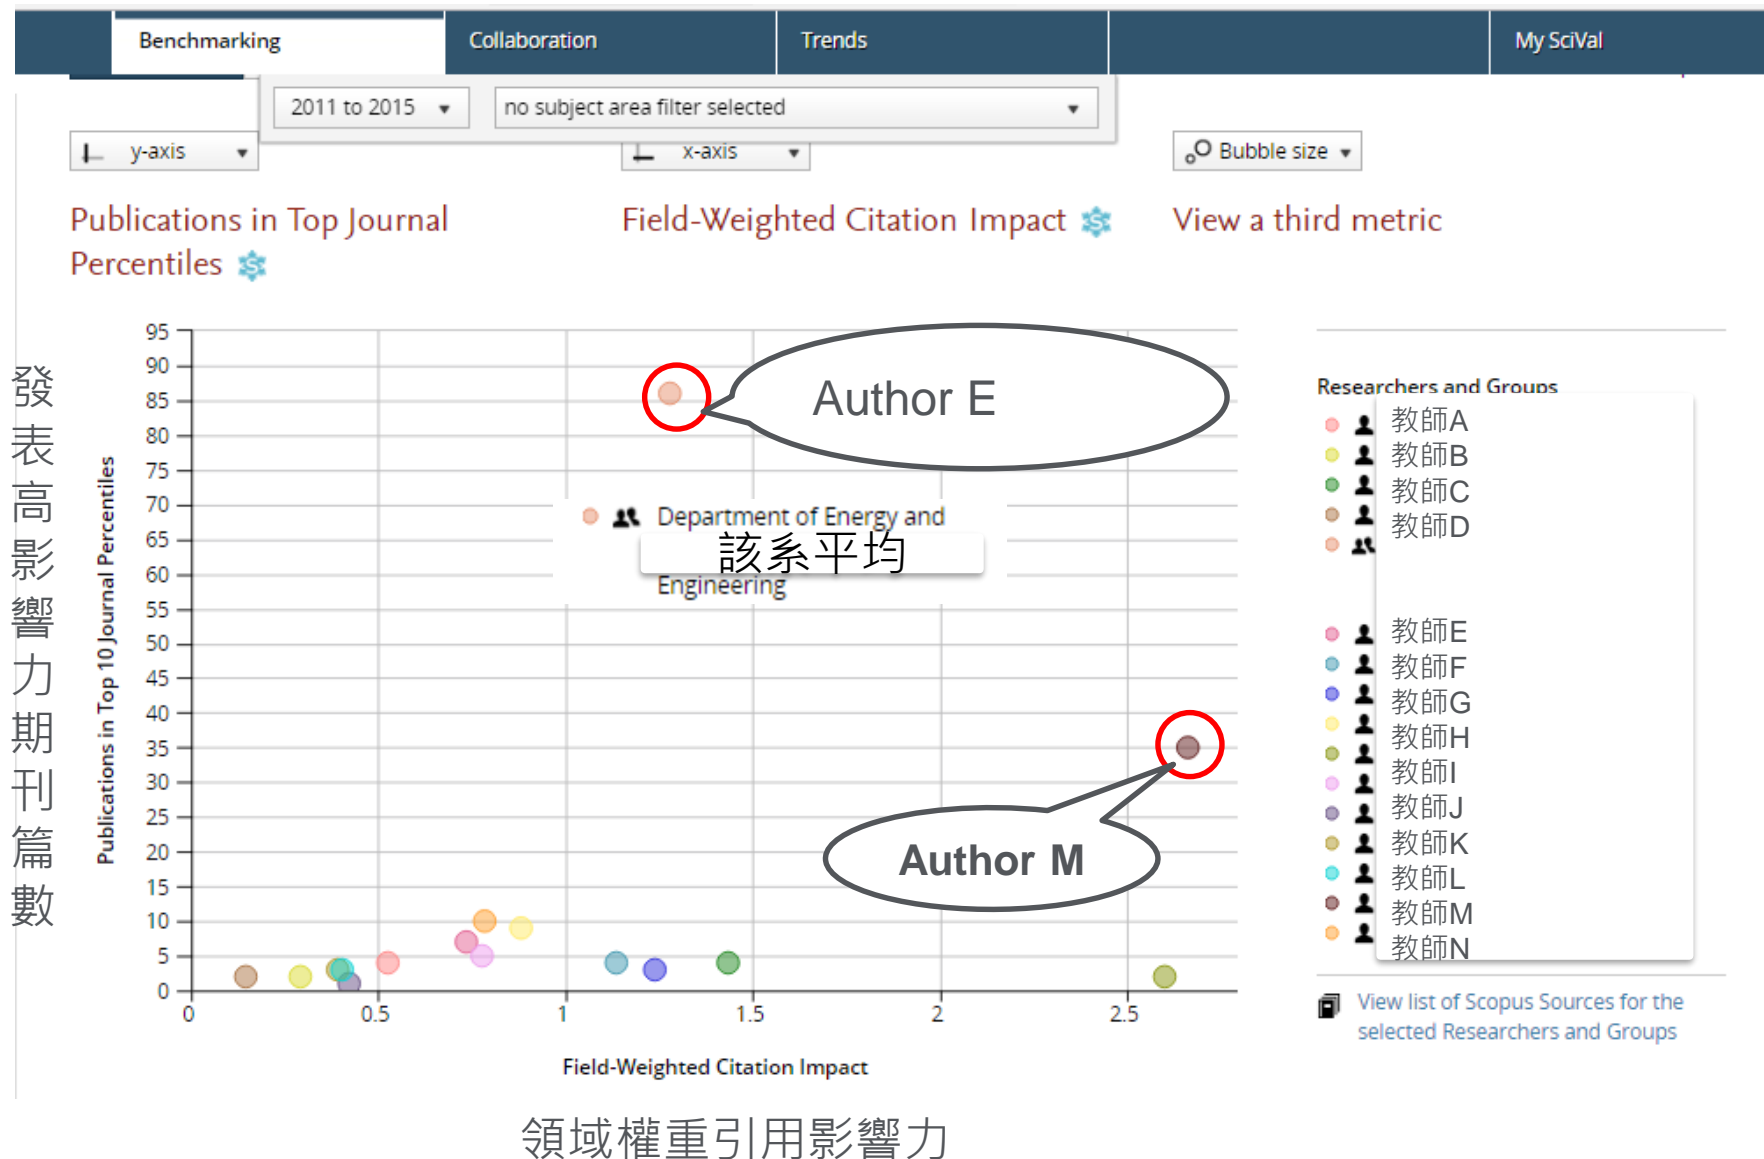 Benchmarking
Collaboration
Trends
My SciVal
2011 to 2015
no subject area filter selected
y-axis
x-axis
Bubble size
Publications in Top Journal
Percentiles
Field-Weighted Citation Impact
View a third metric
發表高影響力期刊篇數
Publications in Top 10 Journal Percentiles
95
90
85
80
75
70
65
60
55
50
45
40
35
30
25
20
15
10
5
0
0
0.5
1
1.5
2
2.5
Field-Weighted Citation Impact
領域權重引用影響力
Author E
Department of Energy and
該系平均
Engineering
Author M
Researchers and Groups
教師A
教師B
教師C
教師D
教師E
教師F
教師G
教師H
教師I
教師J
教師K
教師L
教師M
教師N
View list of Scopus Sources for the
selected Researchers and Groups